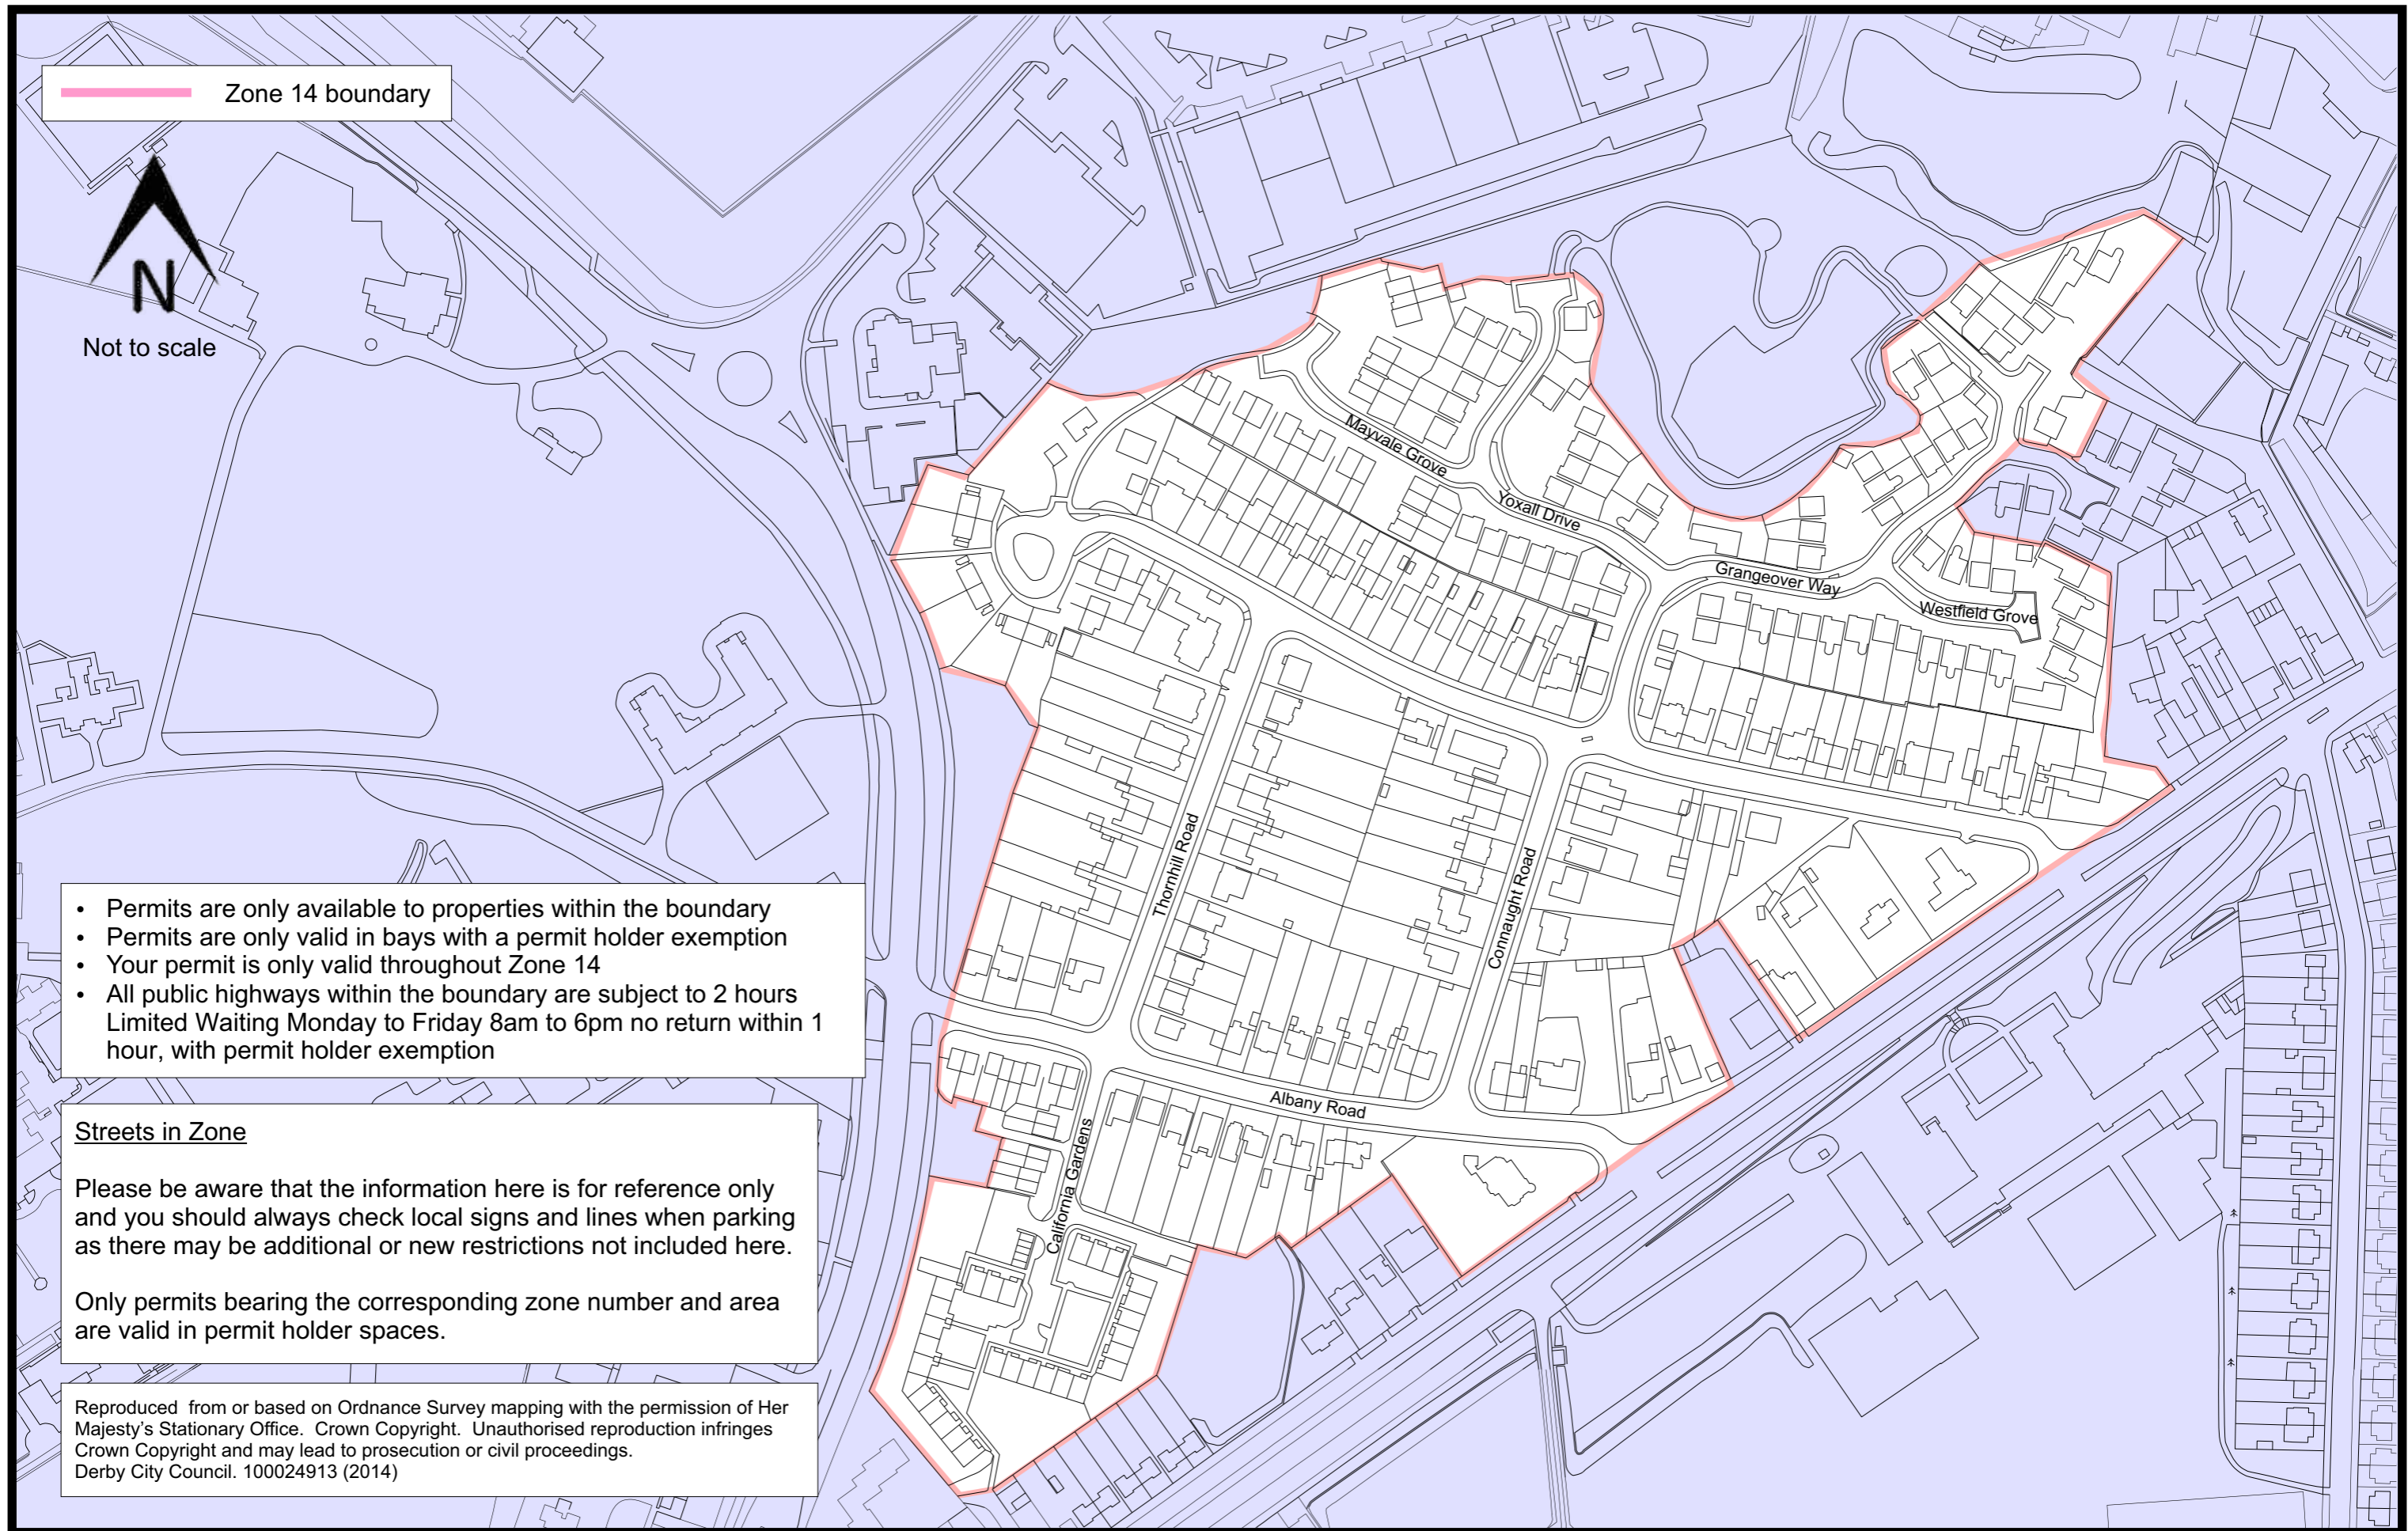 Zone 14 boundary
N
Not to scale
Mayvale Grove
Yoxall Drive
Grangeover Way
Westfield Grove
Thornhill Road
Connaught Road
Albany Road
California Gardens
• Permits are only available to properties within the boundary
• Permits are only valid in bays with a permit holder exemption
• Your permit is only valid throughout Zone 14
• All public highways within the boundary are subject to 2 hours
Limited Waiting Monday to Friday 8am to 6pm no return within 1
hour, with permit holder exemption
Streets in Zone
Please be aware that the information here is for reference only
and you should always check local signs and lines when parking
as there may be additional or new restrictions not included here.
Only permits bearing the corresponding zone number and area
are valid in permit holder spaces.
Reproduced from or based on Ordnance Survey mapping with the permission of Her
Majesty's Stationary Office. Crown Copyright. Unauthorised reproduction infringes
Crown Copyright and may lead to prosecution or civil proceedings.
Derby City Council. 100024913 (2014)